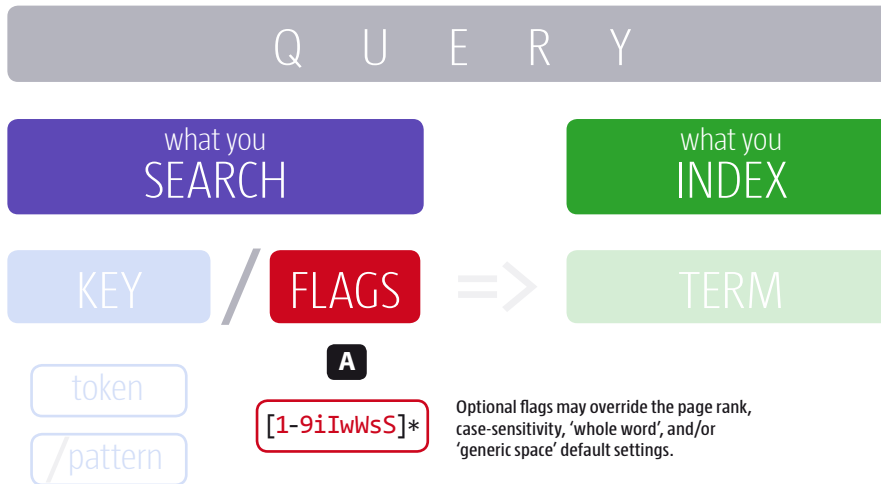 QUERY
what you
SEARCH
what you
INDEX
KEY / FLAGS => TERM
A
token
[1-9iIwWsS]*
Optional flags may override the page rank,
case-sensitivity, ‘whole word’, and/or
‘generic space’ default settings.
/pattern